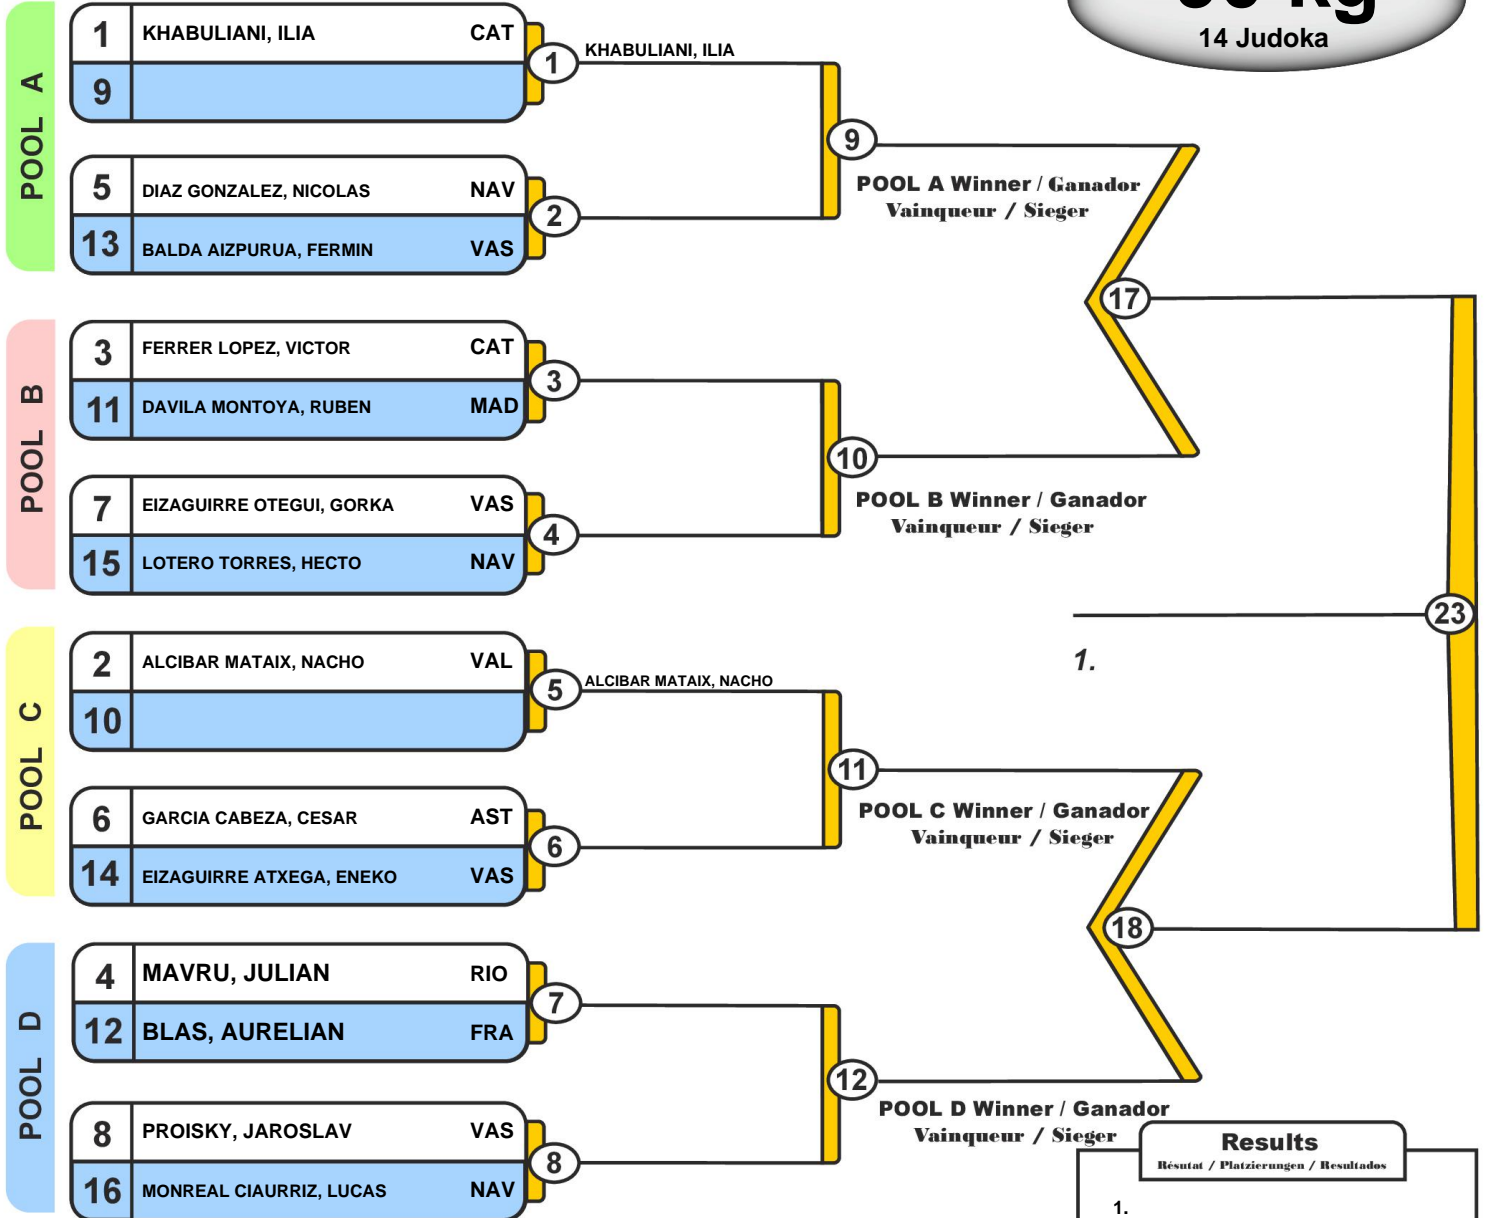 kg
14 Judoka
POOL A
1 KHABULIANI, ILIA CAT
9
1 KHABULIANI, ILIA
5 DIAZ GONZALEZ, NICOLAS NAV
13 BALDA AIZPURUA, FERMIN VAS
2
9
POOL A Winner / Ganador
Vainqueur / Sieger
POOL B
3 FERRER LOPEZ, VICTOR CAT
11 DAVILA MONTOYA, RUBEN MAD
3
7 EIZAGUIRRE OTEGUI, GORKA VAS
15 LOTERO TORRES, HECTO NAV
4
10
POOL B Winner / Ganador
Vainqueur / Sieger
17
23
1.
POOL C
2 ALCIBAR MATAIX, NACHO VAL
10
5 ALCIBAR MATAIX, NACHO
6 GARCIA CABEZA, CESAR AST
14 EIZAGUIRRE ATXEGA, ENEKO VAS
6
11
POOL C Winner / Ganador
Vainqueur / Sieger
18
POOL D
4 MAVRU, JULIAN RIO
12 BLAS, AURELIAN FRA
7
8 PROISKY, JAROSLAV VAS
16 MONREAL CIAURRIZ, LUCAS NAV
8
12
POOL D Winner / Ganador
Vainqueur / Sieger
Results
Résutat / Platzierungen / Resultados
1.